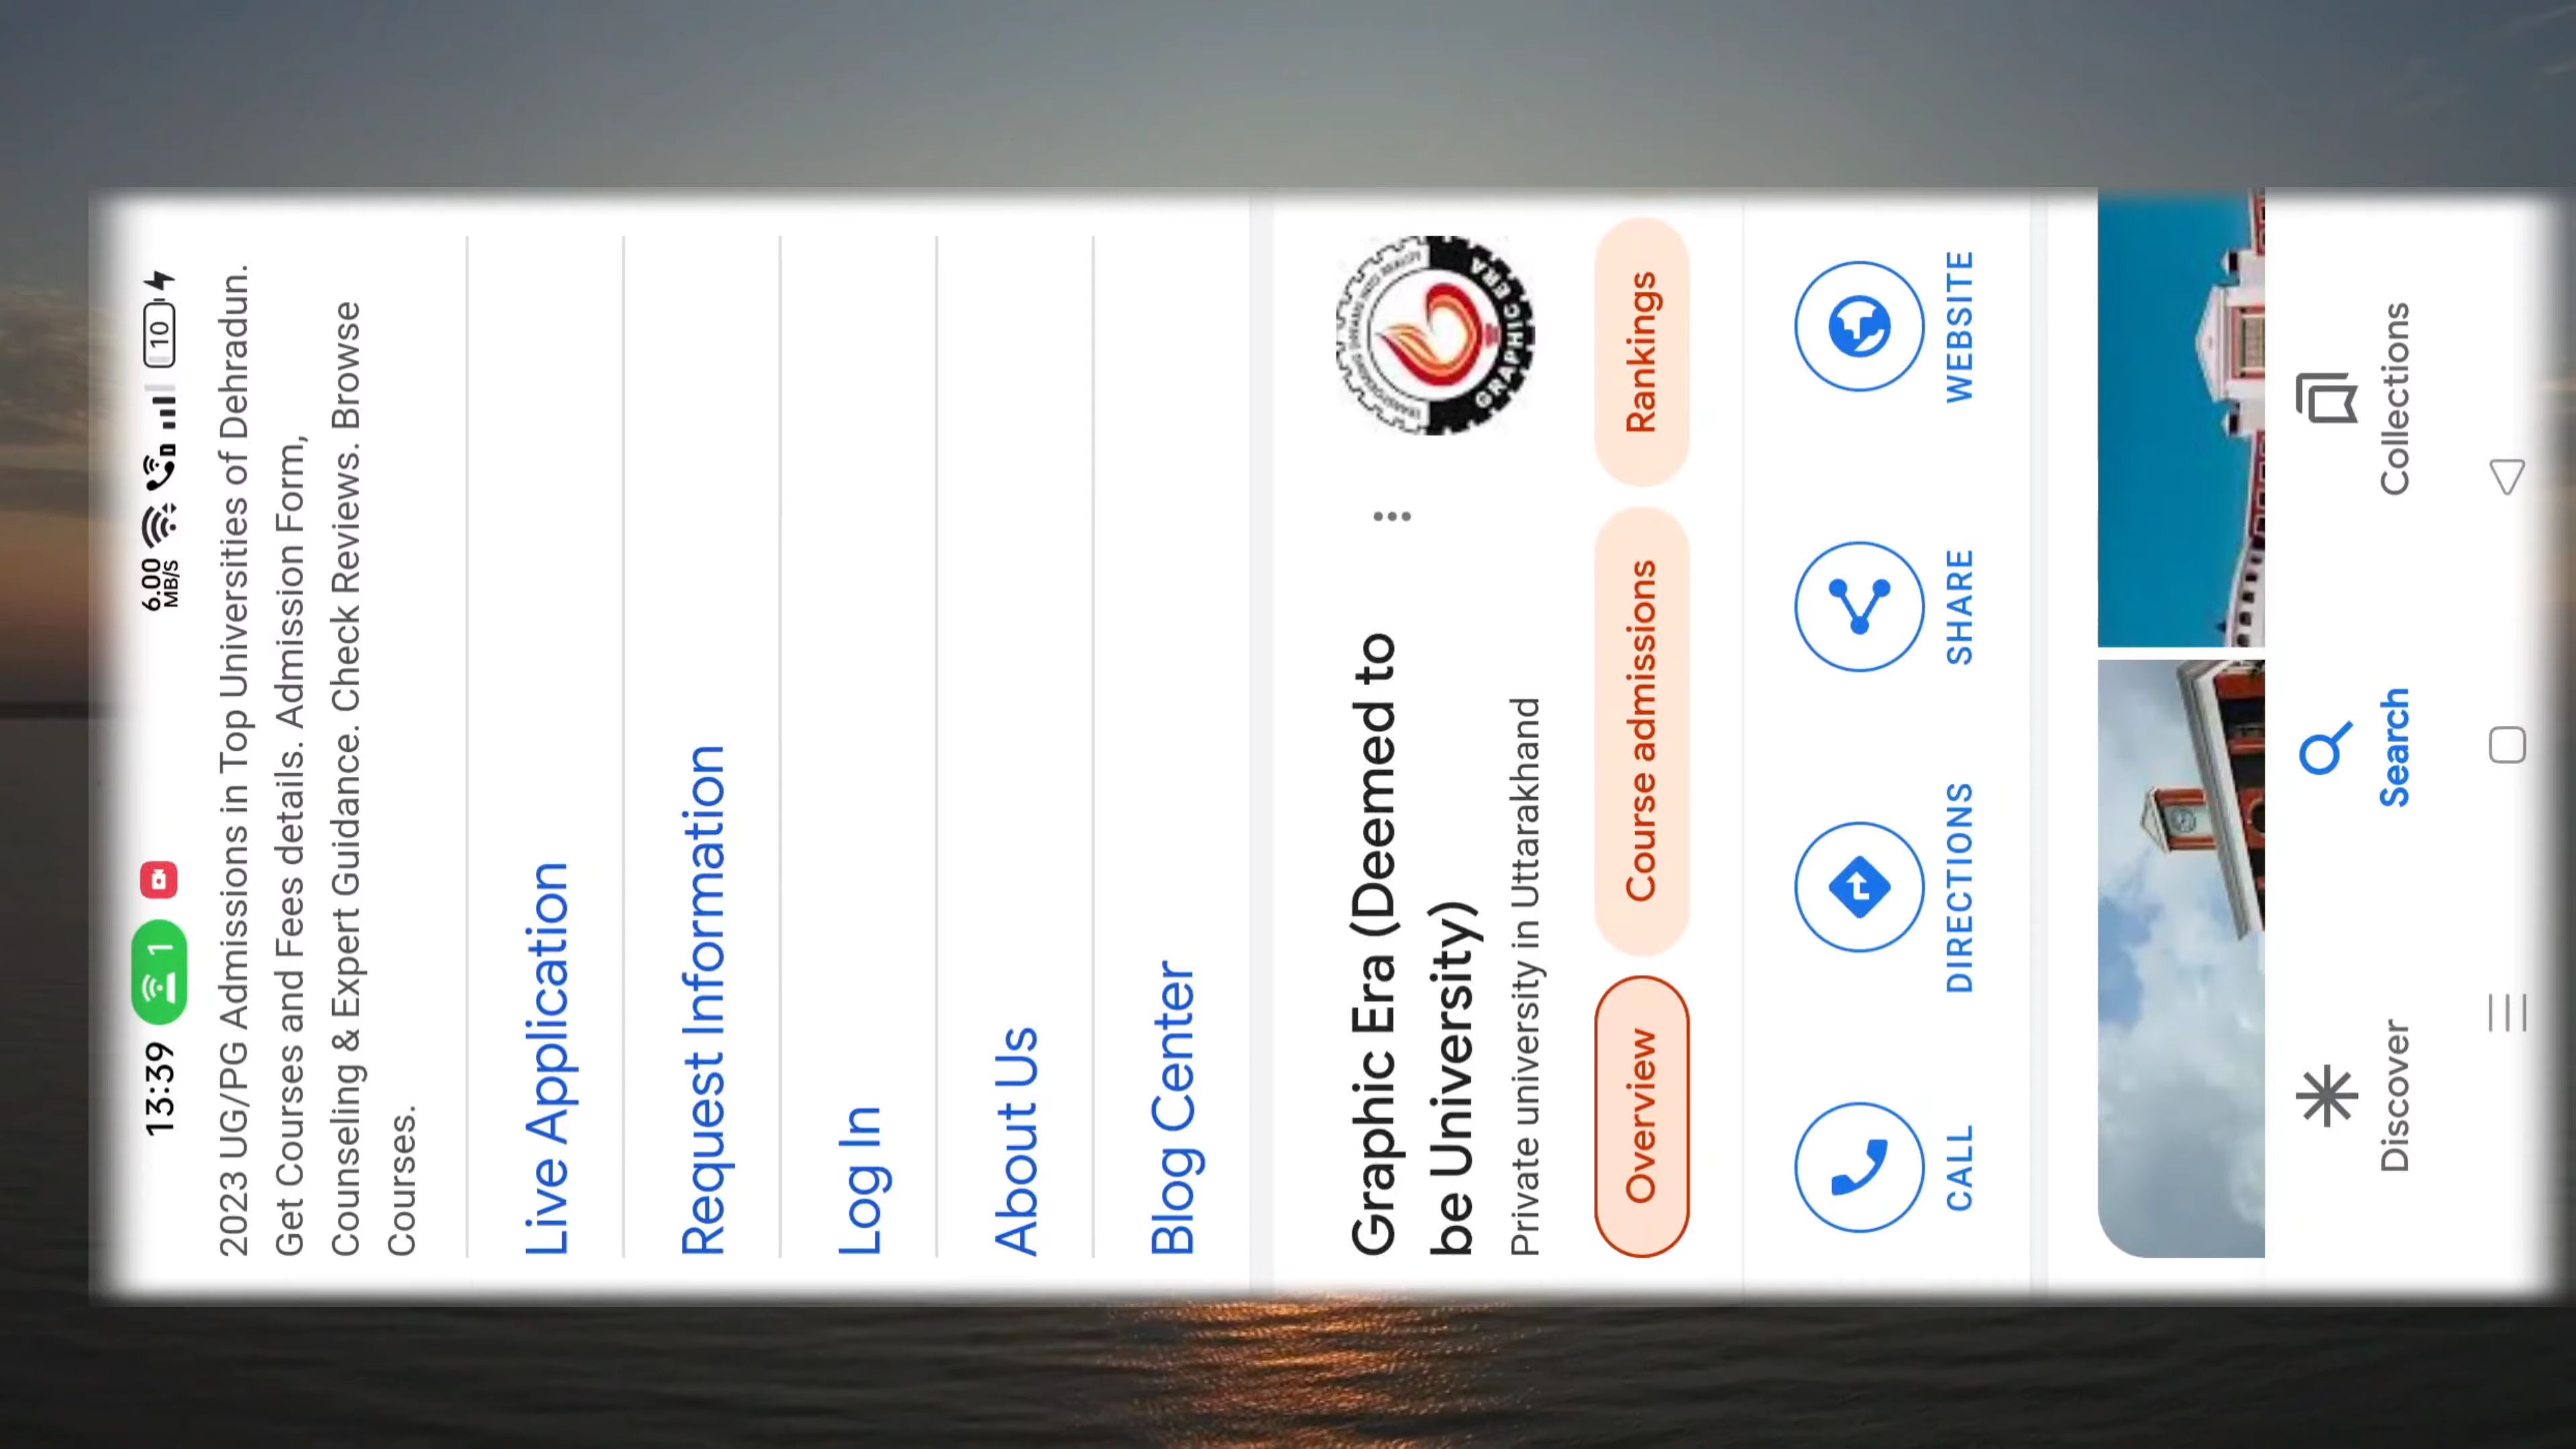 13:39
1
6.00
MB/S
10
2023 UG/PG Admissions in Top Universities of Dehradun.
Get Courses and Fees details. Admission Form,
Counseling & Expert Guidance. Check Reviews. Browse
Courses.
Live Application
Request Information
Log In
About Us
Blog Center
Graphic Era (Deemed to
be University)
Private university in Uttarakhand
GRAPHIC ERA
Overview
Course admissions
Rankings
CALL
DIRECTIONS
SHARE
WEBSITE
Discover
Search
Collections